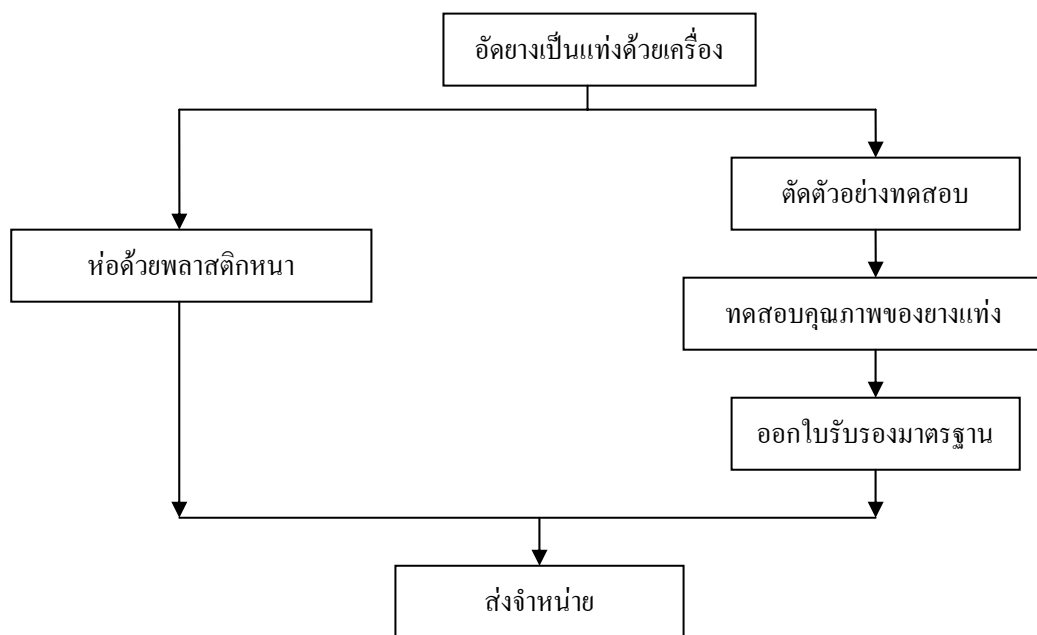 อัดยางเป็นแท่งด้วยเครื่อง
ตัดตัวอย่างทดสอบ
ห่อด้วยพลาสติกหนา
ทดสอบคุณภาพของยางแท่ง
ออกใบรับรองมาตรฐาน
ส่งจำหน่าย